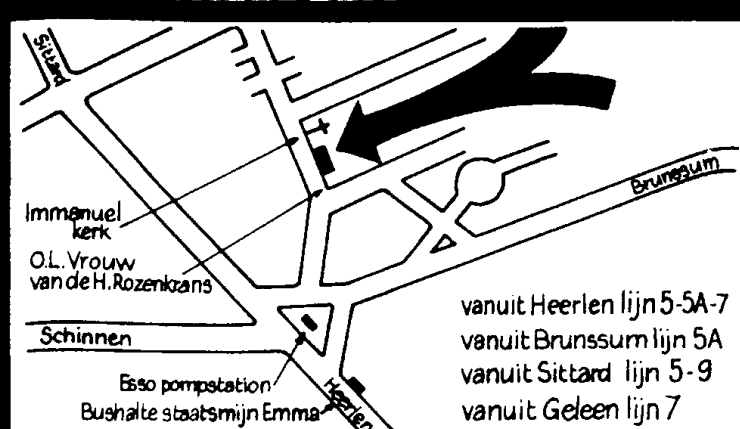 Sittard
Brunssum
Immanuel
kerk
O.L. Vrouw
van de H. Rozenkrans
Schinnen
Esso pompstation
Bushalte staatsmijn Emma
Heerlen
vanuit Heerlen lijn 5-5A-7
vanuit Brunssum lijn 5A
vanuit Sittard lijn 5-9
vanuit Geleen lijn 7